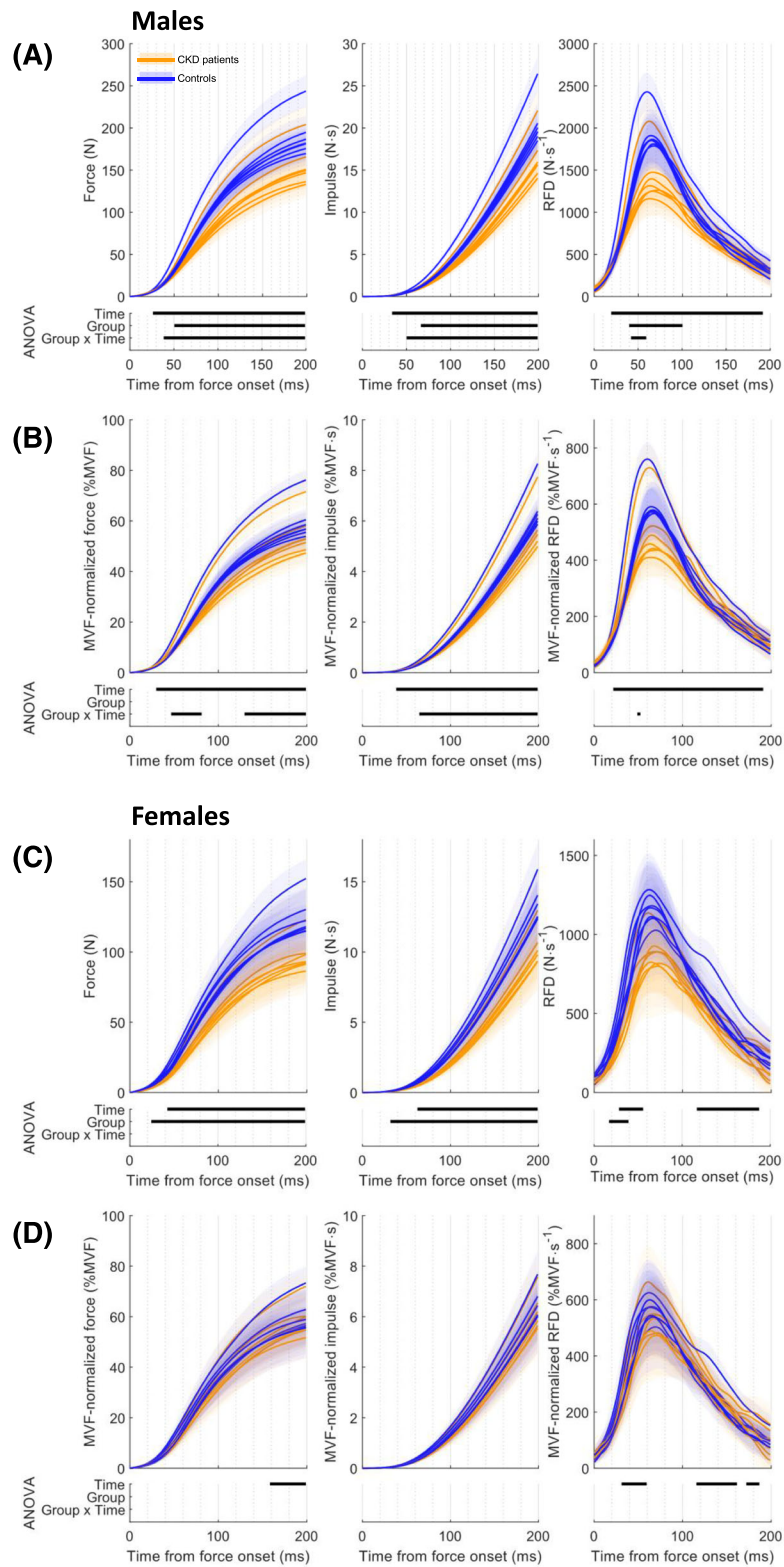 Males
(A)
CKD patients
Controls
Force (N)
300
250
200
150
100
50
0
Impulse (N·s)
30
25
20
15
10
5
0
RFD (N·s-1)
3000
2500
2000
1500
1000
500
0
ANOVA
Time
Group
Group x Time
0 50 100 150 200
0 50 100 150 200
0 50 100 150 200
Time from force onset (ms)
Time from force onset (ms)
Time from force onset (ms)
(B)
MVF-normalized force (%MVF)
100
80
60
40
20
0
MVF-normalized impulse (%MVF·s)
10
8
6
4
2
0
MVF-normalized RFD (%MVF·s-1)
800
600
400
200
0
ANOVA
Time
Group
Group x Time
0 100 200
0 100 200
0 100 200
Time from force onset (ms)
Time from force onset (ms)
Time from force onset (ms)
Females
(C)
Force (N)
150
100
50
0
Impulse (N·s)
15
10
5
0
RFD (N·s-1)
1500
1000
500
0
ANOVA
Time
Group
Group x Time
0 100 200
0 100 200
0 100 200
Time from force onset (ms)
Time from force onset (ms)
Time from force onset (ms)
(D)
MVF-normalized force (%MVF)
100
80
60
40
20
0
MVF-normalized impulse (%MVF·s)
10
8
6
4
2
0
MVF-normalized RFD (%MVF·s-1)
800
600
400
200
0
ANOVA
Time
Group
Group x Time
0 100 200
0 100 200
0 100 200
Time from force onset (ms)
Time from force onset (ms)
Time from force onset (ms)